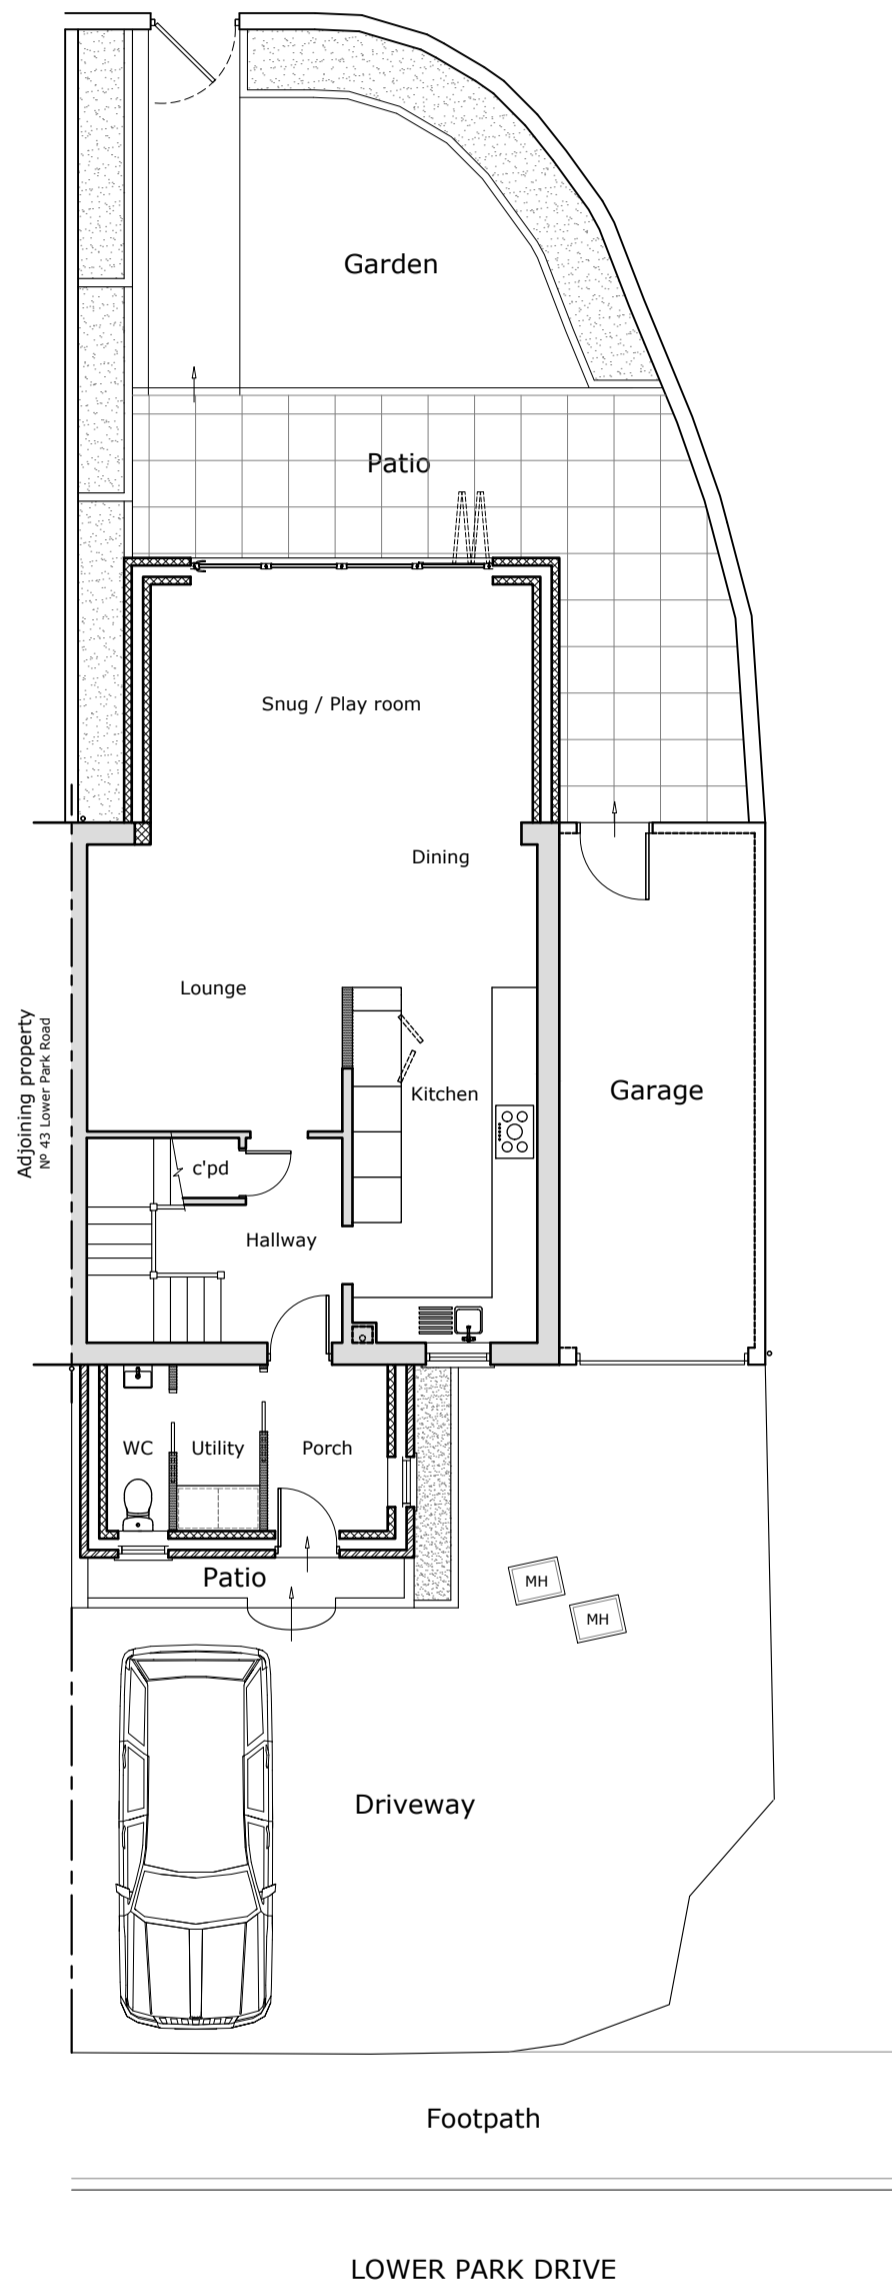 Garden
Patio
Snug / Play room
Dining
Lounge
Adjoining property
Nº 43 Lower Park Road
Kitchen
Garage
c'pd
Hallway
WC
Utility
Porch
Patio
MH
MH
Driveway
Footpath
LOWER PARK DRIVE